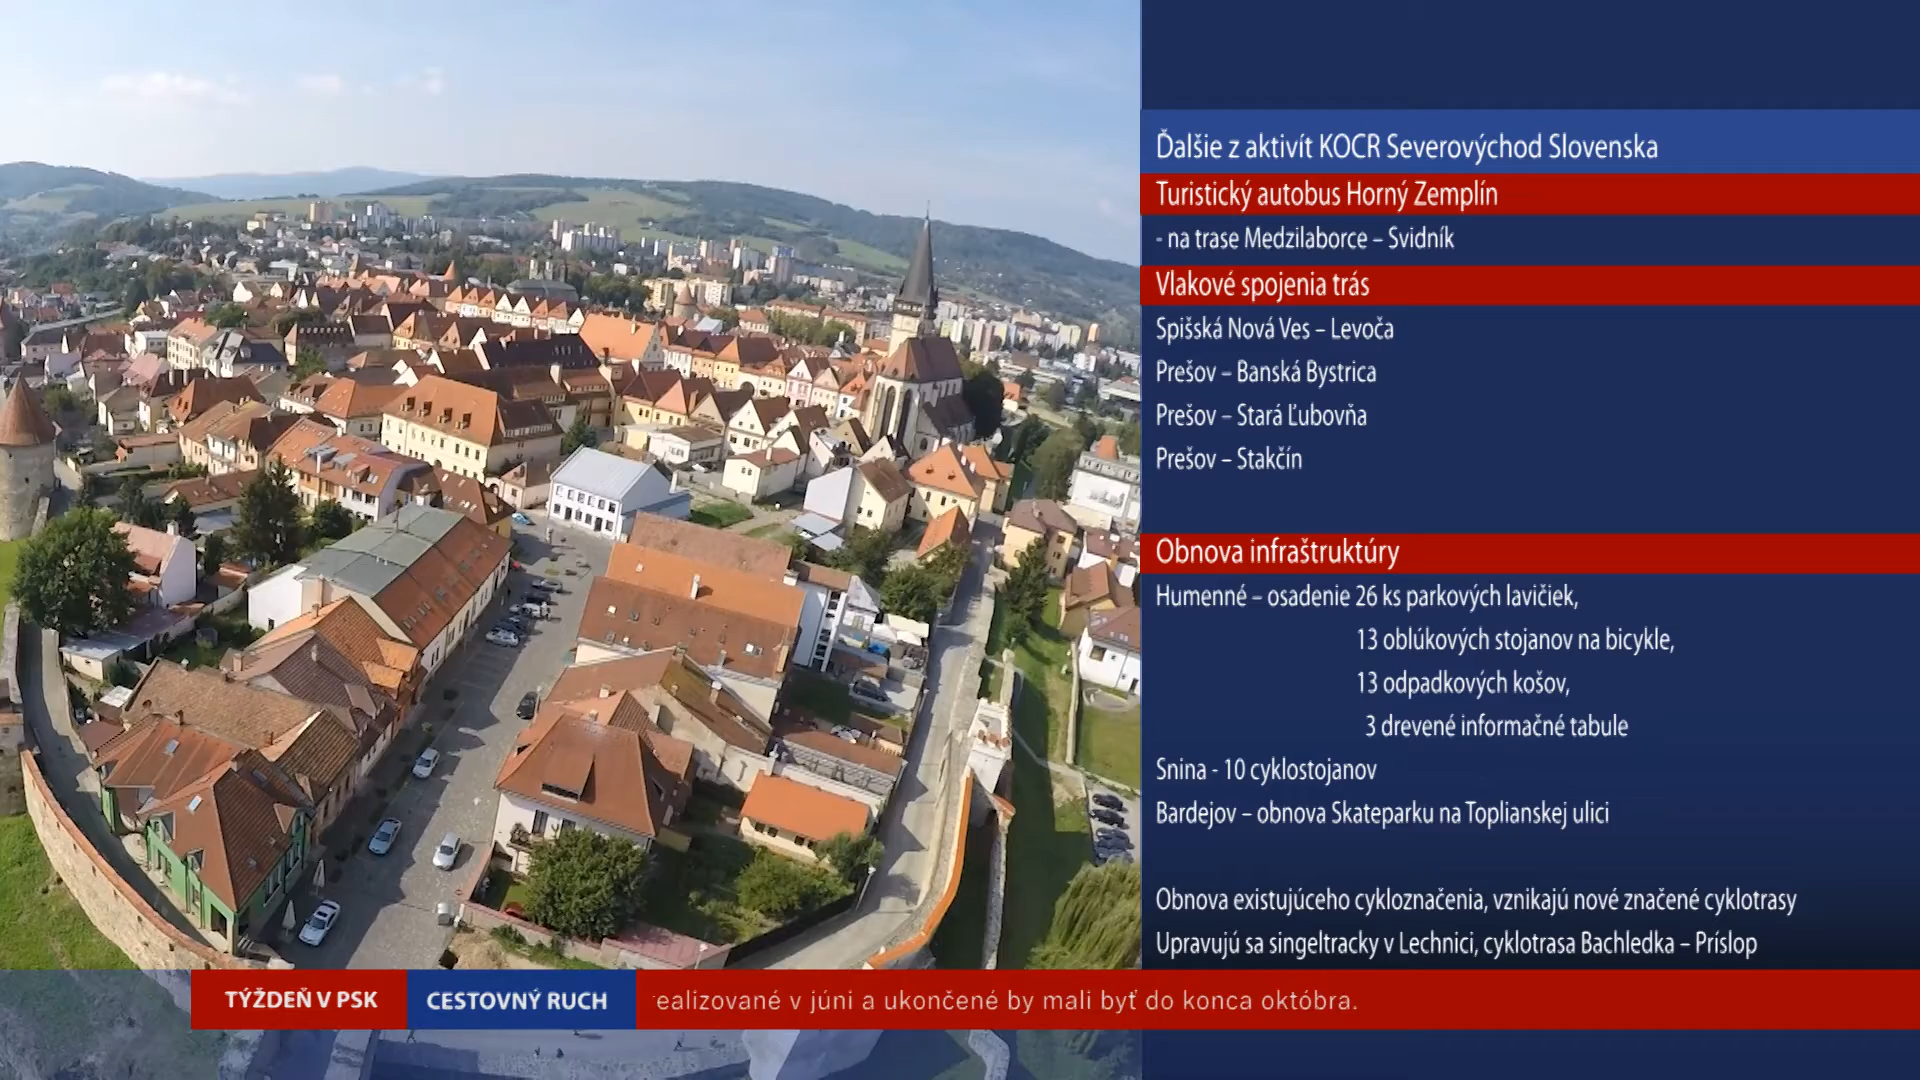 Ďalšie z aktivít KOCR Severovýchod Slovenska
Turistický autobus Horný Zemplín
- na trase Medzilaborce – Svidník
Vlakové spojenia trás
Spišská Nová Ves – Levoča
Prešov – Banská Bystrica
Prešov – Stará Ľubovňa
Prešov – Stakčín
Obnova infraštruktúry
Humenné – osadenie 26 ks parkových lavičiek,
13 oblúkových stojanov na bicykle,
13 odpadkových košov,
3 drevené informačné tabule
Snina - 10 cyklostojanov
Bardejov – obnova Skateparku na Toplianskej ulici
Obnova existujúceho cykloznačenia, vznikajú nové značené cyklotrasy
Upravujú sa singeltracky v Lechnici, cyklotrasa Bachledka – Príslop
TÝŽDEŇ V PSK CESTOVNÝ RUCH ealizované v júni a ukončené by mali byť do konca októbra.